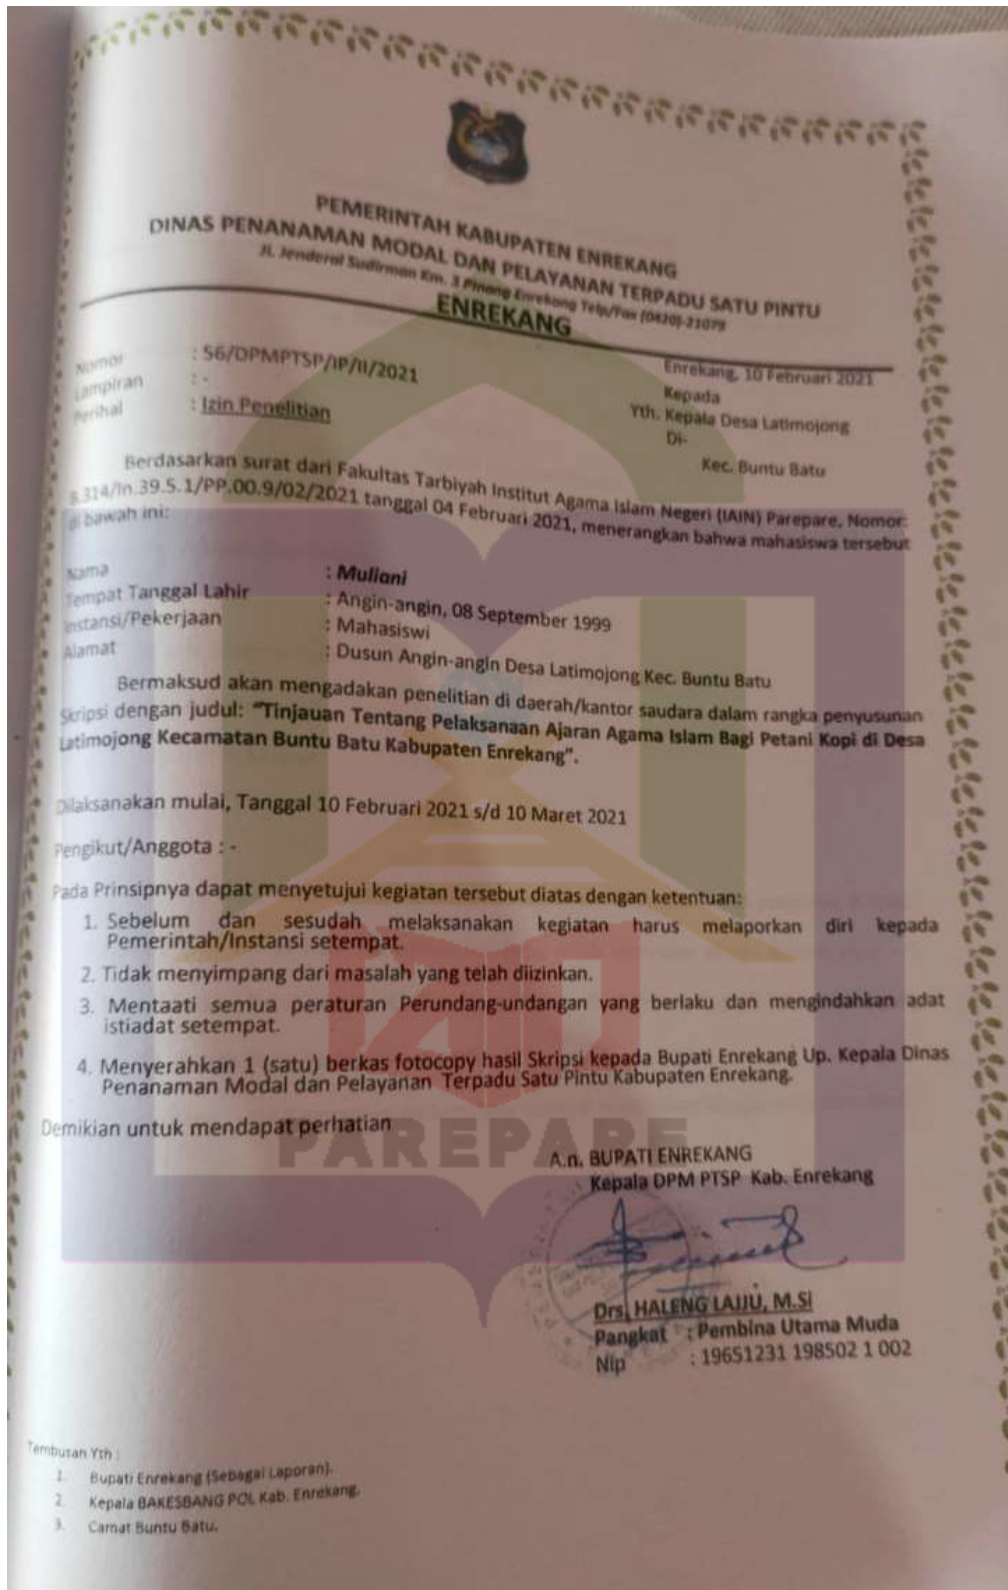 PEMERINTAH KABUPATEN ENREKANG
DINAS PENANAMAN MODAL DAN PELAYANAN TERPADU SATU PINTU
Jl. Jenderal Sudirman Km. 3 Pinang Enrekang Telp/Fax (0420)-21079
ENREKANG
Enrekang, 10 Februari 2021
Nomor : 56/DPMPTSP/IP/II/2021
Lampiran : -
Perihal : Izin Penelitian
Kepada
Yth. Kepala Desa Latimojong
Di-
Kec. Buntu Batu
Berdasarkan surat dari Fakultas Tarbiyah Institut Agama Islam Negeri (IAIN) Parepare, Nomor:
B.314/In.39.5.1/PP.00.9/02/2021 tanggal 04 Februari 2021, menerangkan bahwa mahasiswa tersebut
di bawah ini:
Nama : Muliani
Tempat Tanggal Lahir : Angin-angin, 08 September 1999
Instansi/Pekerjaan : Mahasiswi
Alamat : Dusun Angin-angin Desa Latimojong Kec. Buntu Batu
Bermaksud akan mengadakan penelitian di daerah/kantor saudara dalam rangka penyusunan
Skripsi dengan judul: "Tinjauan Tentang Pelaksanaan Ajaran Agama Islam Bagi Petani Kopi di Desa
Latimojong Kecamatan Buntu Batu Kabupaten Enrekang".
Dilaksanakan mulai, Tanggal 10 Februari 2021 s/d 10 Maret 2021
Pengikut/Anggota : -
Pada Prinsipnya dapat menyetujui kegiatan tersebut diatas dengan ketentuan:
1. Sebelum dan sesudah melaksanakan kegiatan harus melaporkan diri kepada
Pemerintah/Instansi setempat.
2. Tidak menyimpang dari masalah yang telah diizinkan.
3. Mentaati semua peraturan Perundang-undangan yang berlaku dan mengindahkan adat
istiadat setempat.
4. Menyerahkan 1 (satu) berkas fotocopy hasil Skripsi kepada Bupati Enrekang Up. Kepala Dinas
Penanaman Modal dan Pelayanan Terpadu Satu Pintu Kabupaten Enrekang.
Demikian untuk mendapat perhatian
PAREPARE
A.n. BUPATI ENREKANG
Kepala DPM PTSP Kab. Enrekang
Drs. HALENG LAJJU, M.Si
Pangkat : Pembina Utama Muda
Nip : 19651231 198502 1 002
Tembusan Yth :
1. Bupati Enrekang (Sebagai Laporan).
2. Kepala BAKESBANG POL Kab. Enrekang.
3. Camat Buntu Batu.